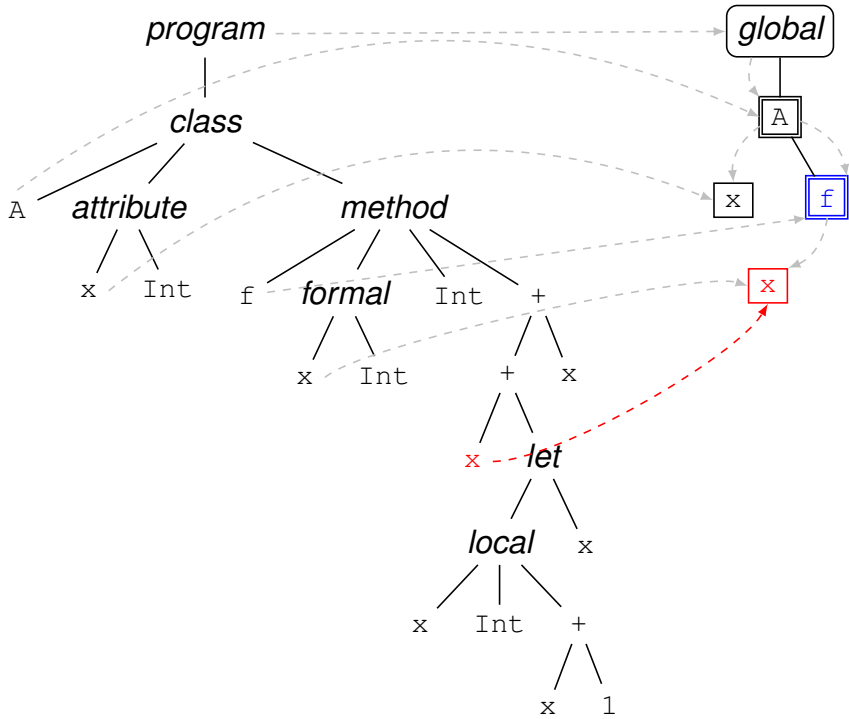 program global
class A
A attribute method x f
x Int f formal Int + x
x Int + x
x let
local x
x Int +
x 1